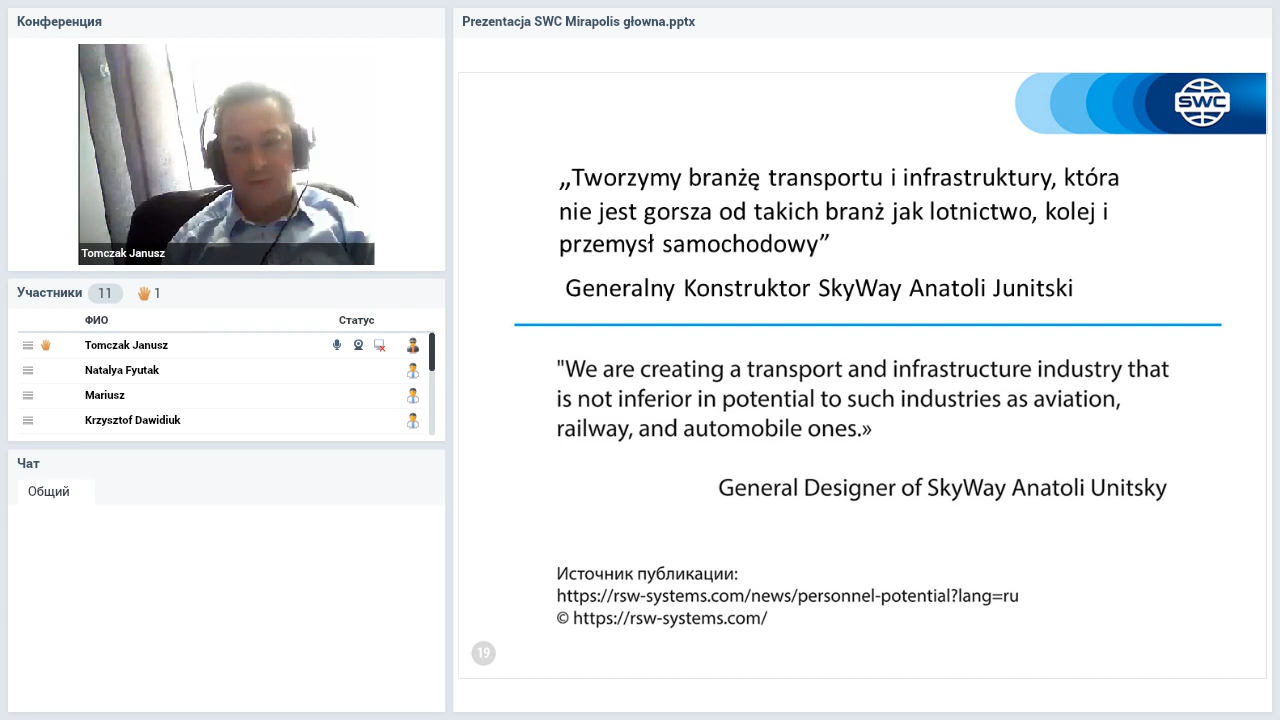 Конференция
Tomczak Janusz
Участники 11 1
ФИО Статус
Tomczak Janusz
Natalya Fyutak
Mariusz
Krzysztof Dawidiuk
Чат
Общий
Prezentacja SWC Mirapolis głowna.pptx
SWC
„Tworzymy branżę transportu i infrastruktury, która
nie jest gorsza od takich branż jak lotnictwo, kolej i
przemysł samochodowy”
Generalny Konstruktor SkyWay Anatoli Junitski
"We are creating a transport and infrastructure industry that
is not inferior in potential to such industries as aviation,
railway, and automobile ones.»
General Designer of SkyWay Anatoli Unitsky
Источник публикации:
https://rsw-systems.com/news/personnel-potential?lang=ru
© https://rsw-systems.com/
19